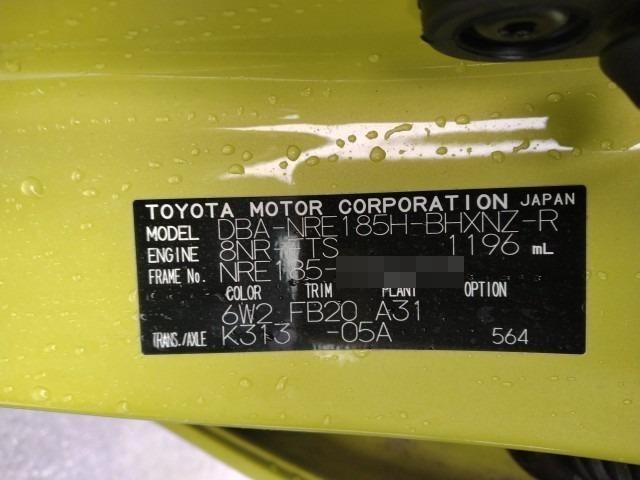 TOYOTA MOTOR CORPORATION JAPAN
MODEL DBA-NRE185H-BHXNZ-R
ENGINE 8NR-FTS 1196 mL
FRAME No. NRE185-
COLOR TRIM PLANT OPTION
6W2 FB20 A31
TRANS./AXLE K313 -05A 564